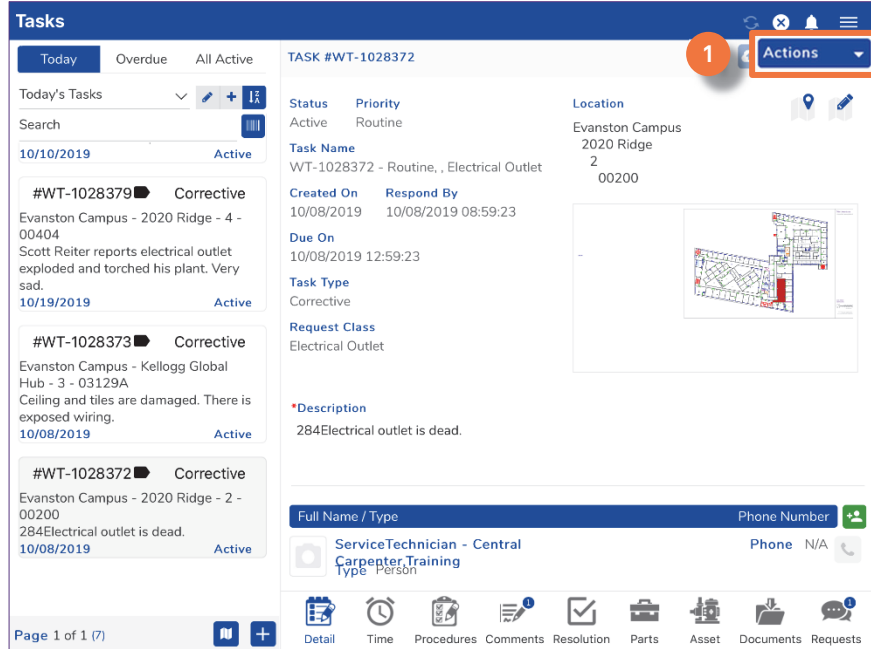 Tasks
Today Overdue All Active
Today's Tasks
Search
10/10/2019 Active
#WT-1028379 Corrective
Evanston Campus - 2020 Ridge - 4 -
00404
Scott Reiter reports electrical outlet
exploded and torched his plant. Very
sad.
10/19/2019 Active
#WT-1028373 Corrective
Evanston Campus - Kellogg Global
Hub - 3 - 03129A
Ceiling and tiles are damaged. There is
exposed wiring.
10/08/2019 Active
#WT-1028372 Corrective
Evanston Campus - 2020 Ridge - 2 -
00200
284Electrical outlet is dead.
10/08/2019 Active
Page 1 of 1 (7)
TASK #WT-1028372
1
Actions
Status Priority
Active Routine
Task Name
WT-1028372 - Routine, , Electrical Outlet
Created On Respond By
10/08/2019 10/08/2019 08:59:23
Due On
10/08/2019 12:59:23
Task Type
Corrective
Request Class
Electrical Outlet
Location
Evanston Campus
2020 Ridge
2
00200
-
*Description
284Electrical outlet is dead.
Full Name / Type Phone Number
ServiceTechnician - Central
Carpenter,Training
Type Person
Phone N/A
1 1
Detail Time Procedures Comments Resolution Parts Asset Documents Requests